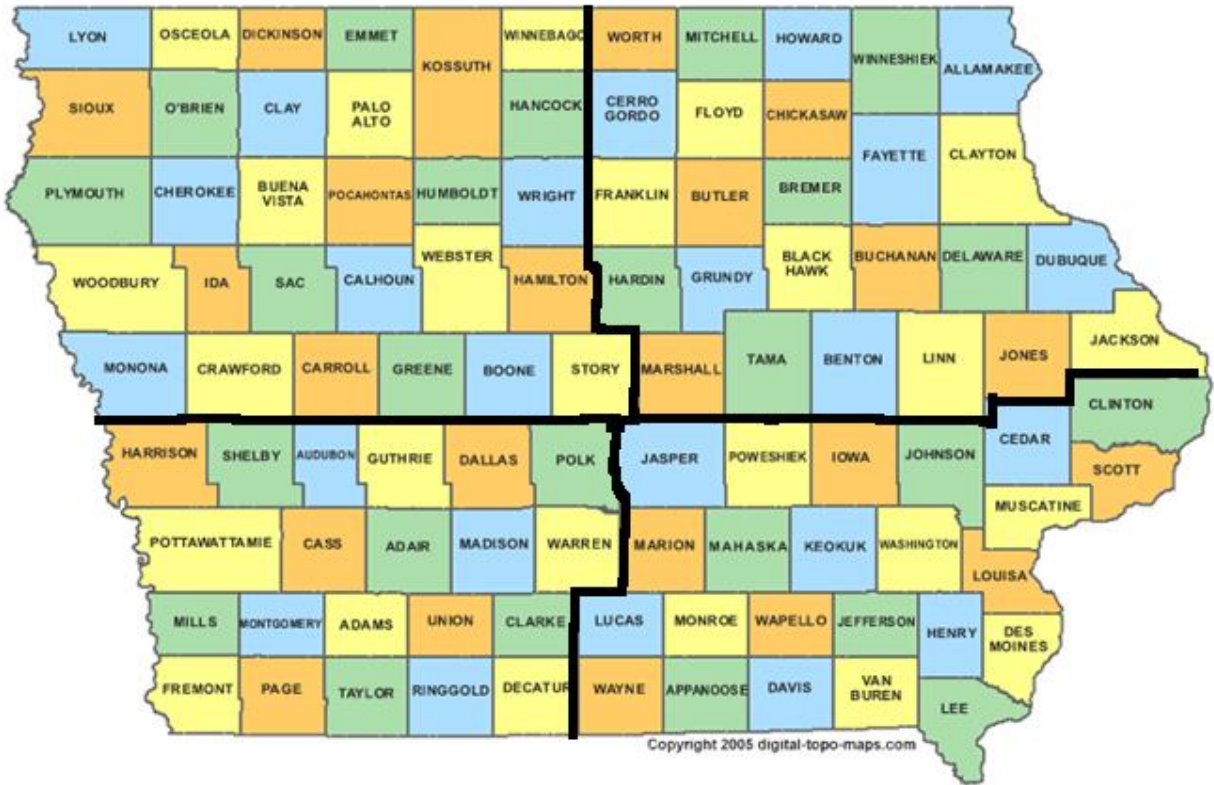 LYON
OSCEOLA
DICKINSON
EMMET
KOSSUTH
WINNEBAGO
WORTH
MITCHELL
HOWARD
WINNESHIEK
ALLAMAKEE
SIOUX
O'BRIEN
CLAY
PALO
ALTO
HANCOCK
CERRO
GORDO
FLOYD
CHICKASAW
FAYETTE
CLAYTON
PLYMOUTH
CHEROKEE
BUENA
VISTA
POCAHONTAS
HUMBOLDT
WRIGHT
FRANKLIN
BUTLER
BREMER
WOODBURY
IDA
SAC
CALHOUN
WEBSTER
HAMILTON
HARDIN
GRUNDY
BLACK
HAWK
BUCHANAN
DELAWARE
DUBUQUE
MONONA
CRAWFORD
CARROLL
GREENE
BOONE
STORY
MARSHALL
TAMA
BENTON
LINN
JONES
JACKSON
CLINTON
HARRISON
SHELBY
AUDUBON
GUTHRIE
DALLAS
POLK
JASPER
POWESHIEK
IOWA
JOHNSON
CEDAR
SCOTT
MUSCATINE
POTTAWATTAMIE
CASS
ADAIR
MADISON
WARREN
MARION
MAHASKA
KEOKUK
WASHINGTON
LOUISA
MILLS
MONTGOMERY
ADAMS
UNION
CLARKE
LUCAS
MONROE
WAPELLO
JEFFERSON
HENRY
DES
MOINES
FREMONT
PAGE
TAYLOR
RINGGOLD
DECATUR
WAYNE
APPANOOSE
DAVIS
VAN
BUREN
LEE
Copyright 2005 digital-topo-maps.com